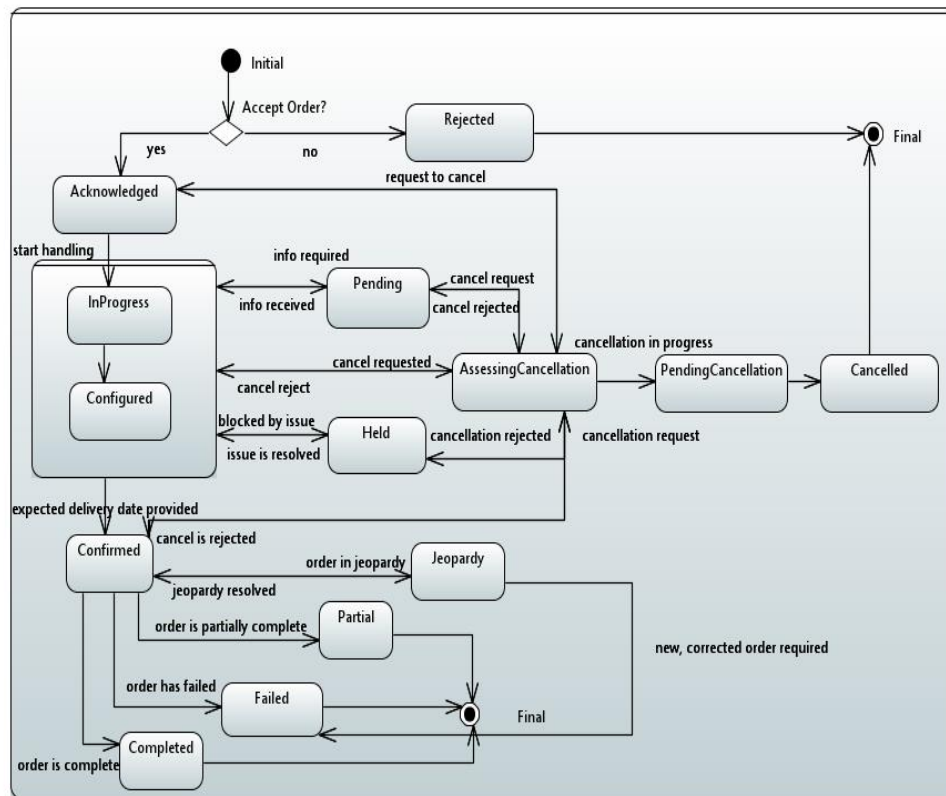 Initial
Accept Order?
Rejected
Final
yes
no
request to cancel
Acknowledged
start handling
info required
Pending
cancel request
InProgress
info received
cancel rejected
cancellation in progress
cancel requested
AssessingCancellation
PendingCancellation
Cancelled
cancel reject
Configured
blocked by issue
Held
cancellation rejected
cancellation request
issue is resolved
expected delivery date provided
cancel is rejected
Confirmed
order in jeopardy
Jeopardy
jeopardy resolved
Partial
order is partially complete
new, corrected order required
order has failed
Failed
Final
Completed
order is complete